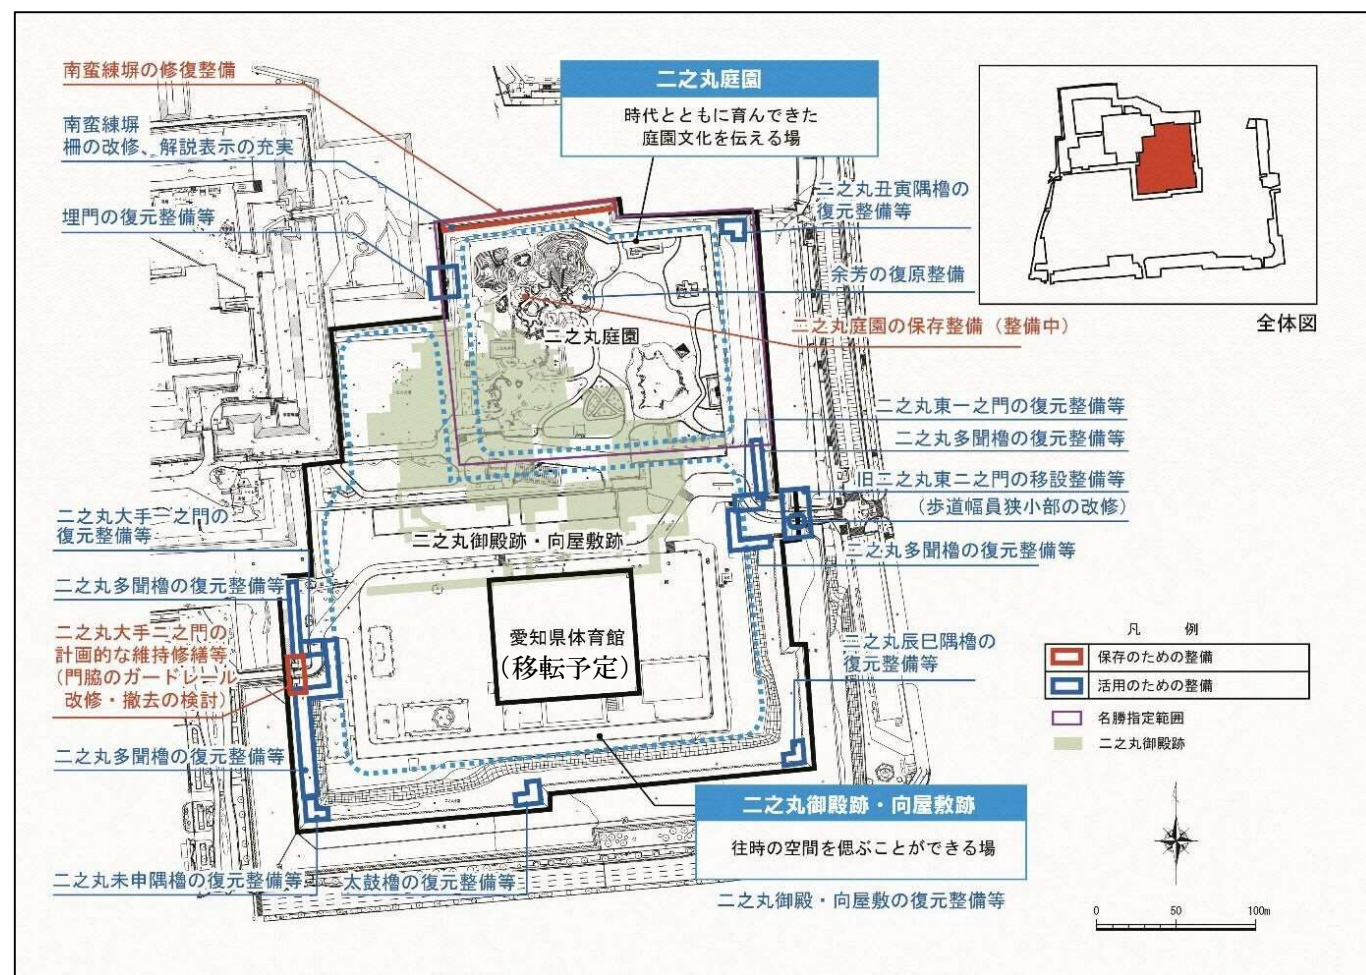 南蛮練塀の修復整備
南蛮練塀
柵の改修、解説表示の充実
埋門の復元整備等
二之丸庭園
時代とともに育んできた
庭園文化を伝える場
二之丸丑寅隅櫓の
復元整備等
余芳の復原整備
二之丸庭園の保存整備（整備中）
二之丸庭園
全体図
二之丸東一之門の復元整備等
二之丸多聞櫓の復元整備等
旧二之丸東二之門の移設整備等
（歩道幅員狭小部の改修）
二之丸多聞櫓の復元整備等
二之丸大手一之門の
復元整備等
二之丸御殿跡・向屋敷跡
二之丸多聞櫓の復元整備等
二之丸大手二之門の
計画的な維持修繕等
（門脇のガードレール
改修・撤去の検討）
愛知県体育館
（移転予定）
二之丸辰巳隅櫓の
復元整備等
凡 例
保存のための整備
活用のための整備
名勝指定範囲
二之丸御殿跡
二之丸多聞櫓の復元整備等
二之丸未申隅櫓の復元整備等
太鼓櫓の復元整備等
二之丸御殿跡・向屋敷跡
往時の空間を偲ぶことができる場
二之丸御殿・向屋敷の復元整備等
0 50 100m